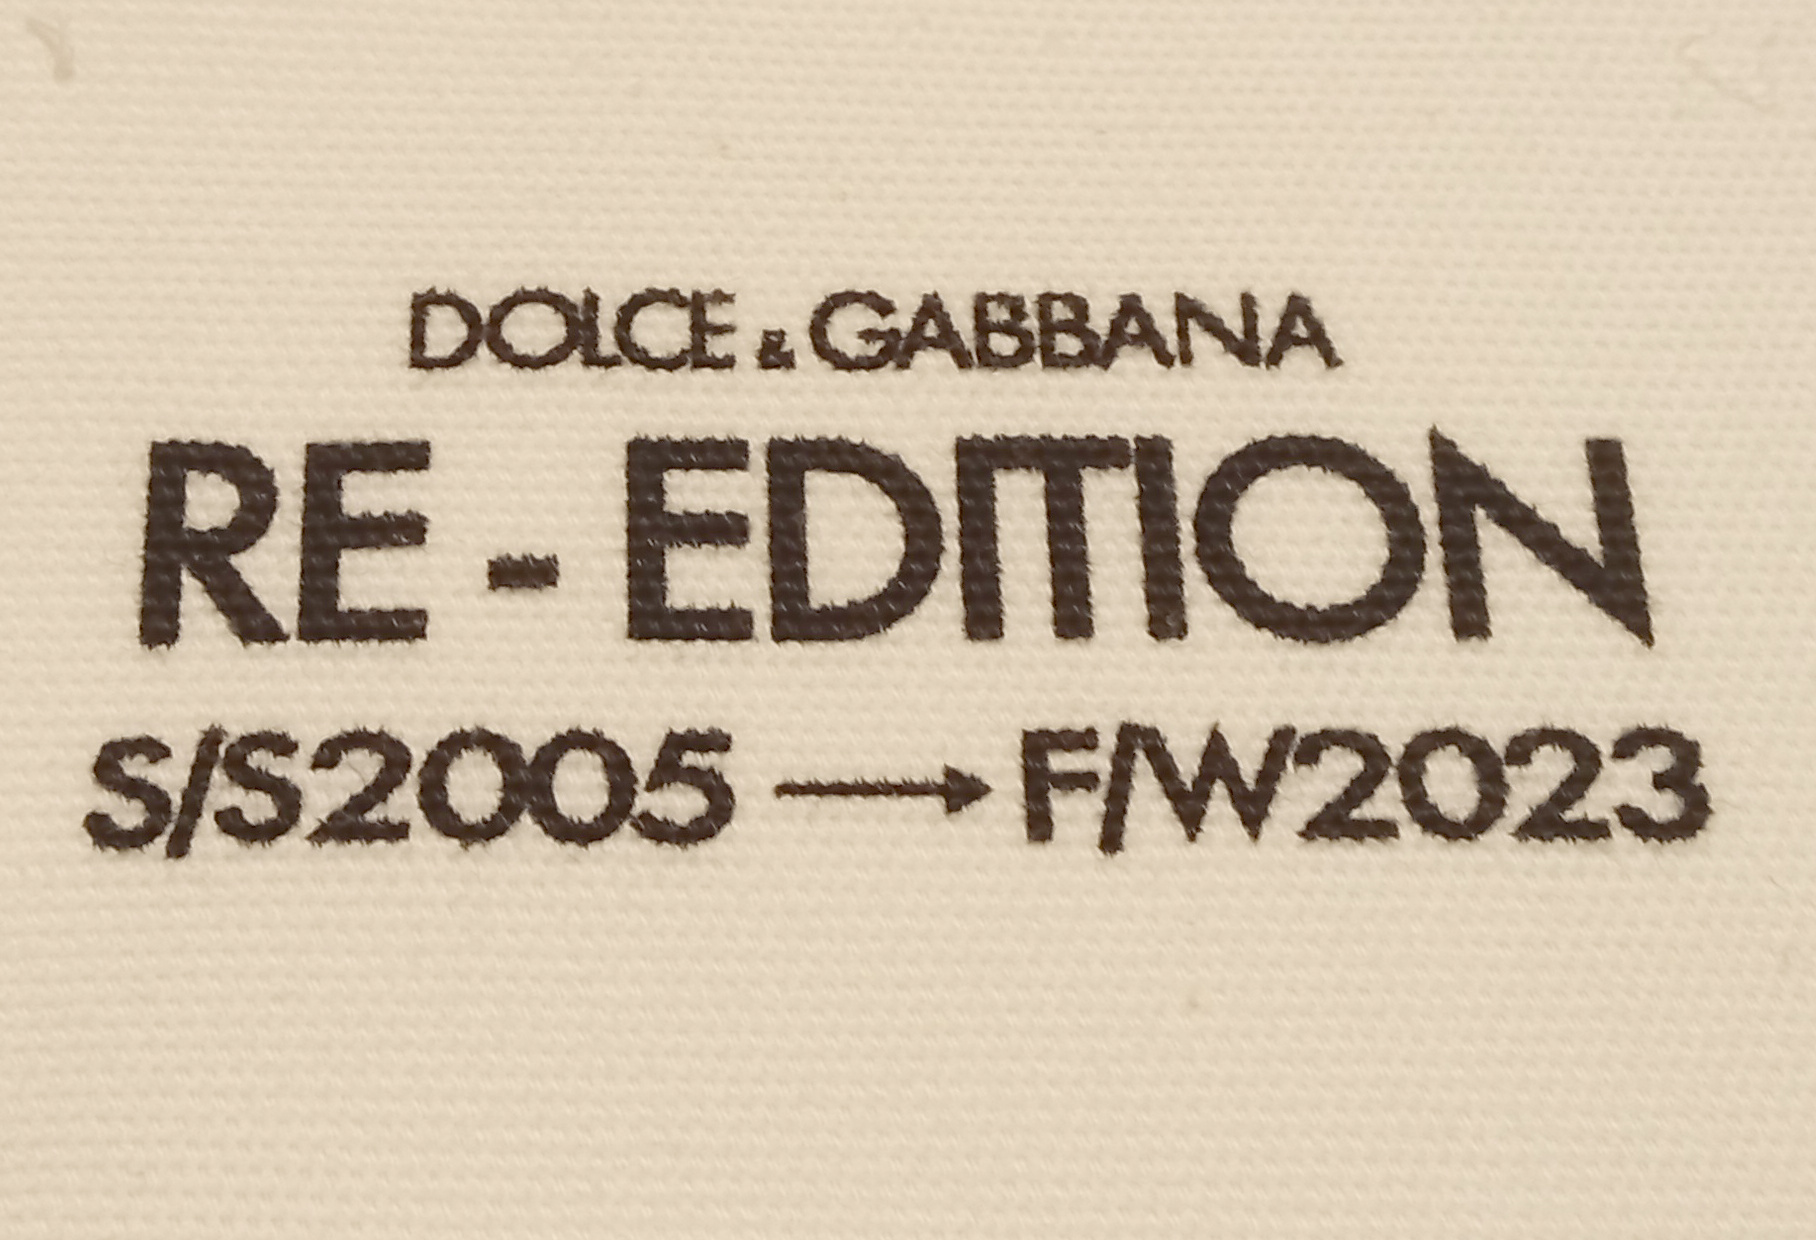 DOLCE & GABBANA
RE - EDITION
S/S2005 → F/W2023